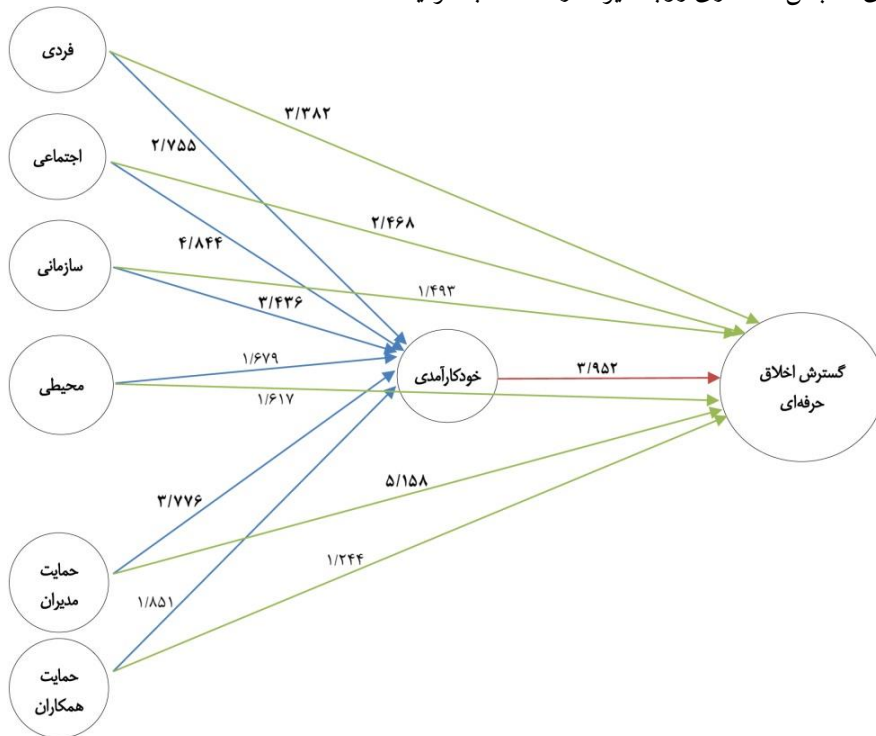 فردی
۳/۳۸۲
۲/۷۵۵
اجتماعی
۲/۴۶۸
۴/۸۴۴
سازمانی
۱/۴۹۳
۳/۴۳۶
۱/۶۷۹
محیطی
۱/۶۱۷
خودکارآمدی
۳/۹۵۲
گسترش اخلاق
حرفه‌ای
۳/۷۷۶
۵/۱۵۸
حمایت
مدیران
۱/۲۴۴
۱/۸۵۱
حمایت
همکاران